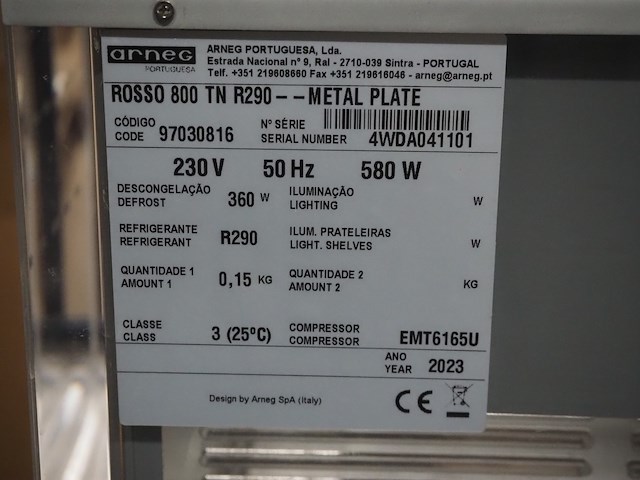 arneg
PORTUGUESA
ARNEG PORTUGUESA, Lda.
Estrada Nacional nº 9, Ral - 2710-039 Sintra - PORTUGAL
Telf. +351 219608660 Fax +351 219616046 - arneg@arneg.pt
ROSSO 800 TN R290 -- METAL PLATE
CÓDIGO
CODE 97030816
Nº SÉRIE
SERIAL NUMBER 4WDA041101
230 V 50 Hz 580 W
DESCONGELAÇÃO
DEFROST 360 W
ILUMINAÇÃO
LIGHTING W
REFRIGERANTE
REFRIGERANT R290
ILUM. PRATELEIRAS
LIGHT. SHELVES W
QUANTIDADE 1
AMOUNT 1 0,15 KG
QUANTIDADE 2
AMOUNT 2 KG
CLASSE
CLASS 3 (25ºC)
COMPRESSOR
COMPRESSOR EMT6165U
ANO
YEAR 2023
Design by Arneg SpA (Italy)
CE